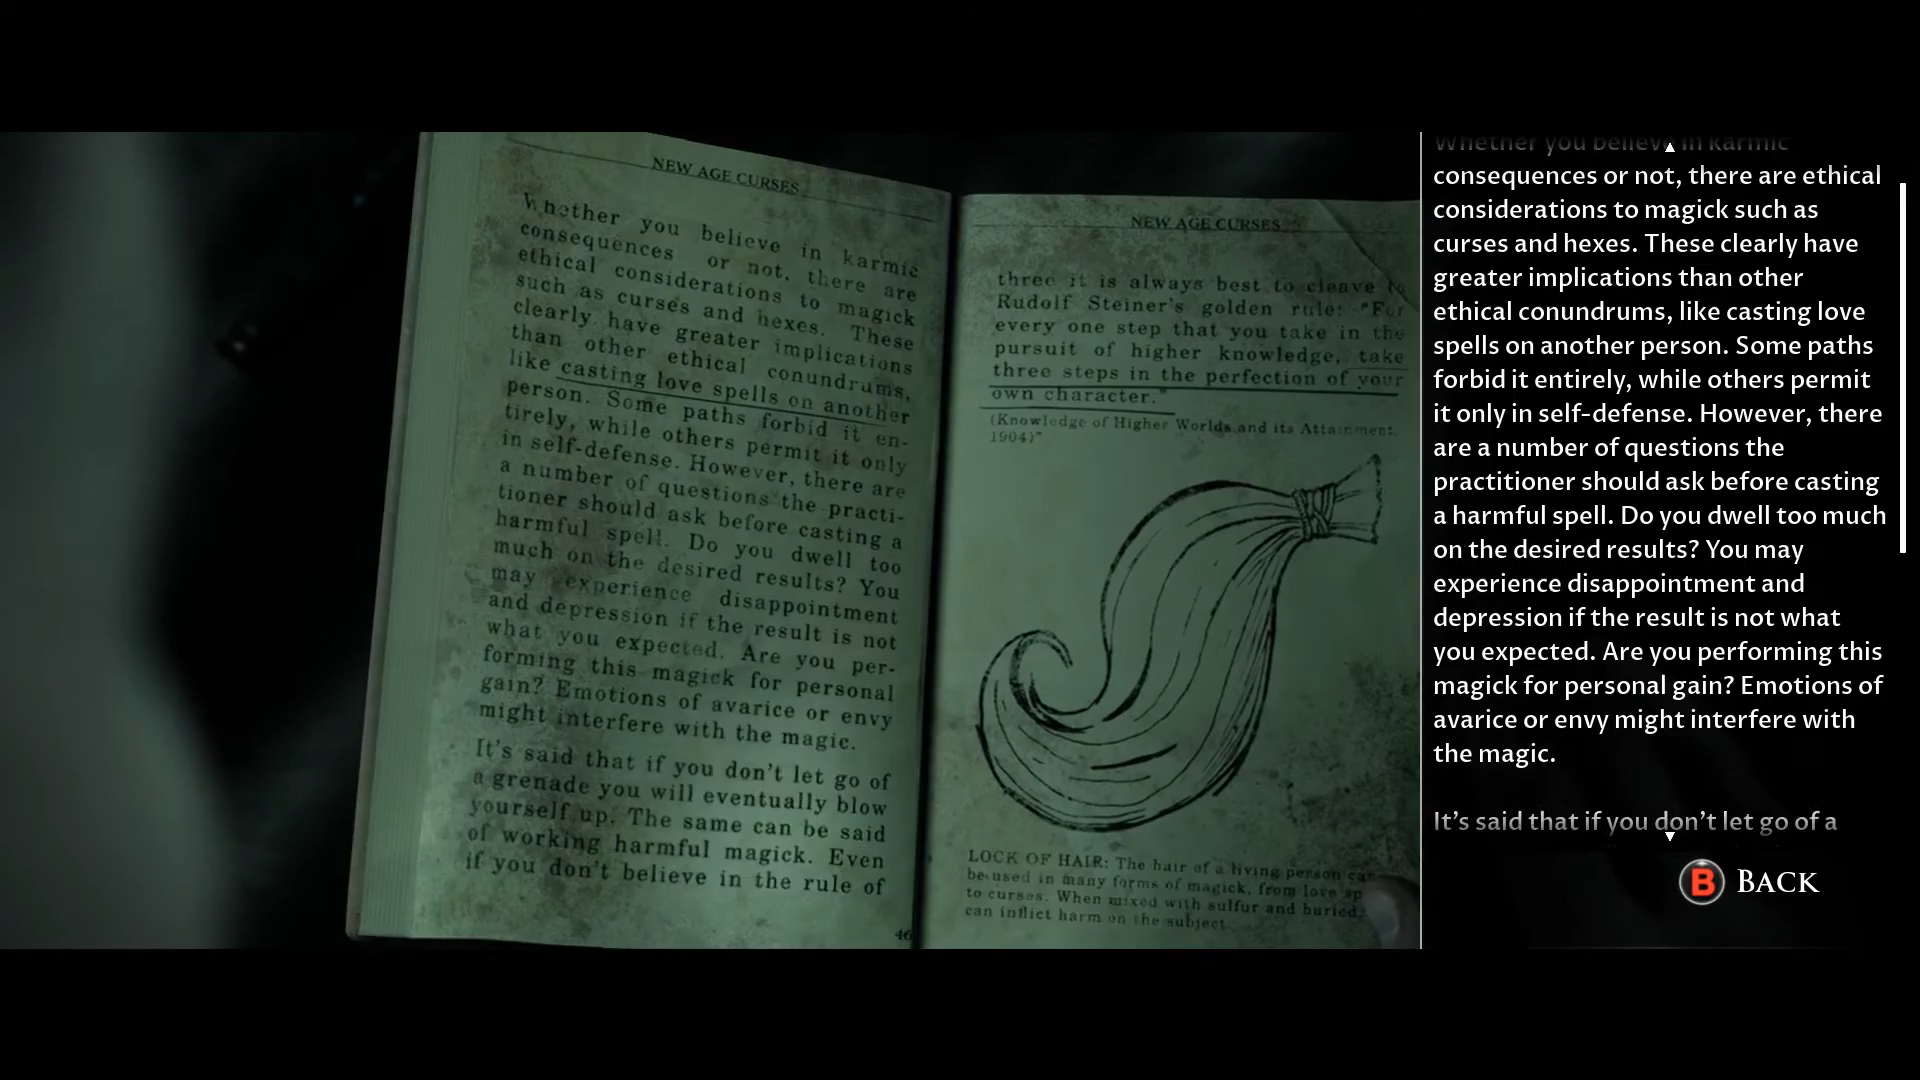 NEW AGE CURSES
Whether you believe in karmic
consequences or not, there are
ethical considerations to magick
such as curses and hexes. These
clearly have greater implications
than other ethical conundrums,
like casting love spells on another
person. Some paths forbid it en-
tirely, while others permit it only
in self-defense. However, there are
a number of questions the practi-
tioner should ask before casting a
harmful spell. Do you dwell too
much on the desired results? You
may experience disappointment
and depression if the result is not
what you expected. Are you per-
forming this magick for personal
gain? Emotions of avarice or envy
might interfere with the magic.
It's said that if you don't let go of
a grenade you will eventually blow
yourself up. The same can be said
of working harmful magick. Even
if you don't believe in the rule of
46
NEW AGE CURSES
three it is always best to cleave to
Rudolf Steiner's golden rule: "For
every one step that you take in the
pursuit of higher knowledge, take
three steps in the perfection of your
own character."
(Knowledge of Higher Worlds and its Attainment,
1904)"
LOCK OF HAIR: The hair of a living person can
be used in many forms of magick, from love sp
to curses. When mixed with sulfur and buried,
can inflict harm on the subject.
Whether you believe in karmic
consequences or not, there are ethical
considerations to magick such as
curses and hexes. These clearly have
greater implications than other
ethical conundrums, like casting love
spells on another person. Some paths
forbid it entirely, while others permit
it only in self-defense. However, there
are a number of questions the
practitioner should ask before casting
a harmful spell. Do you dwell too much
on the desired results? You may
experience disappointment and
depression if the result is not what
you expected. Are you performing this
magick for personal gain? Emotions of
avarice or envy might interfere with
the magic.
It's said that if you don't let go of a
B BACK